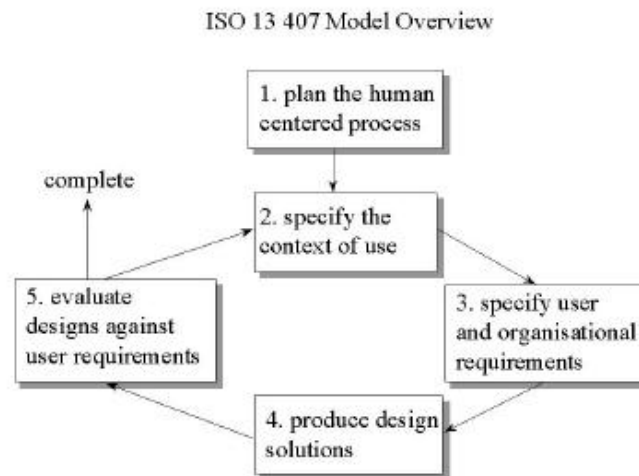 ISO 13 407 Model Overview
1. plan the human
centered process
complete
2. specify the
context of use
5. evaluate
designs against
user requirements
3. specify user
and organisational
requirements
4. produce design
solutions